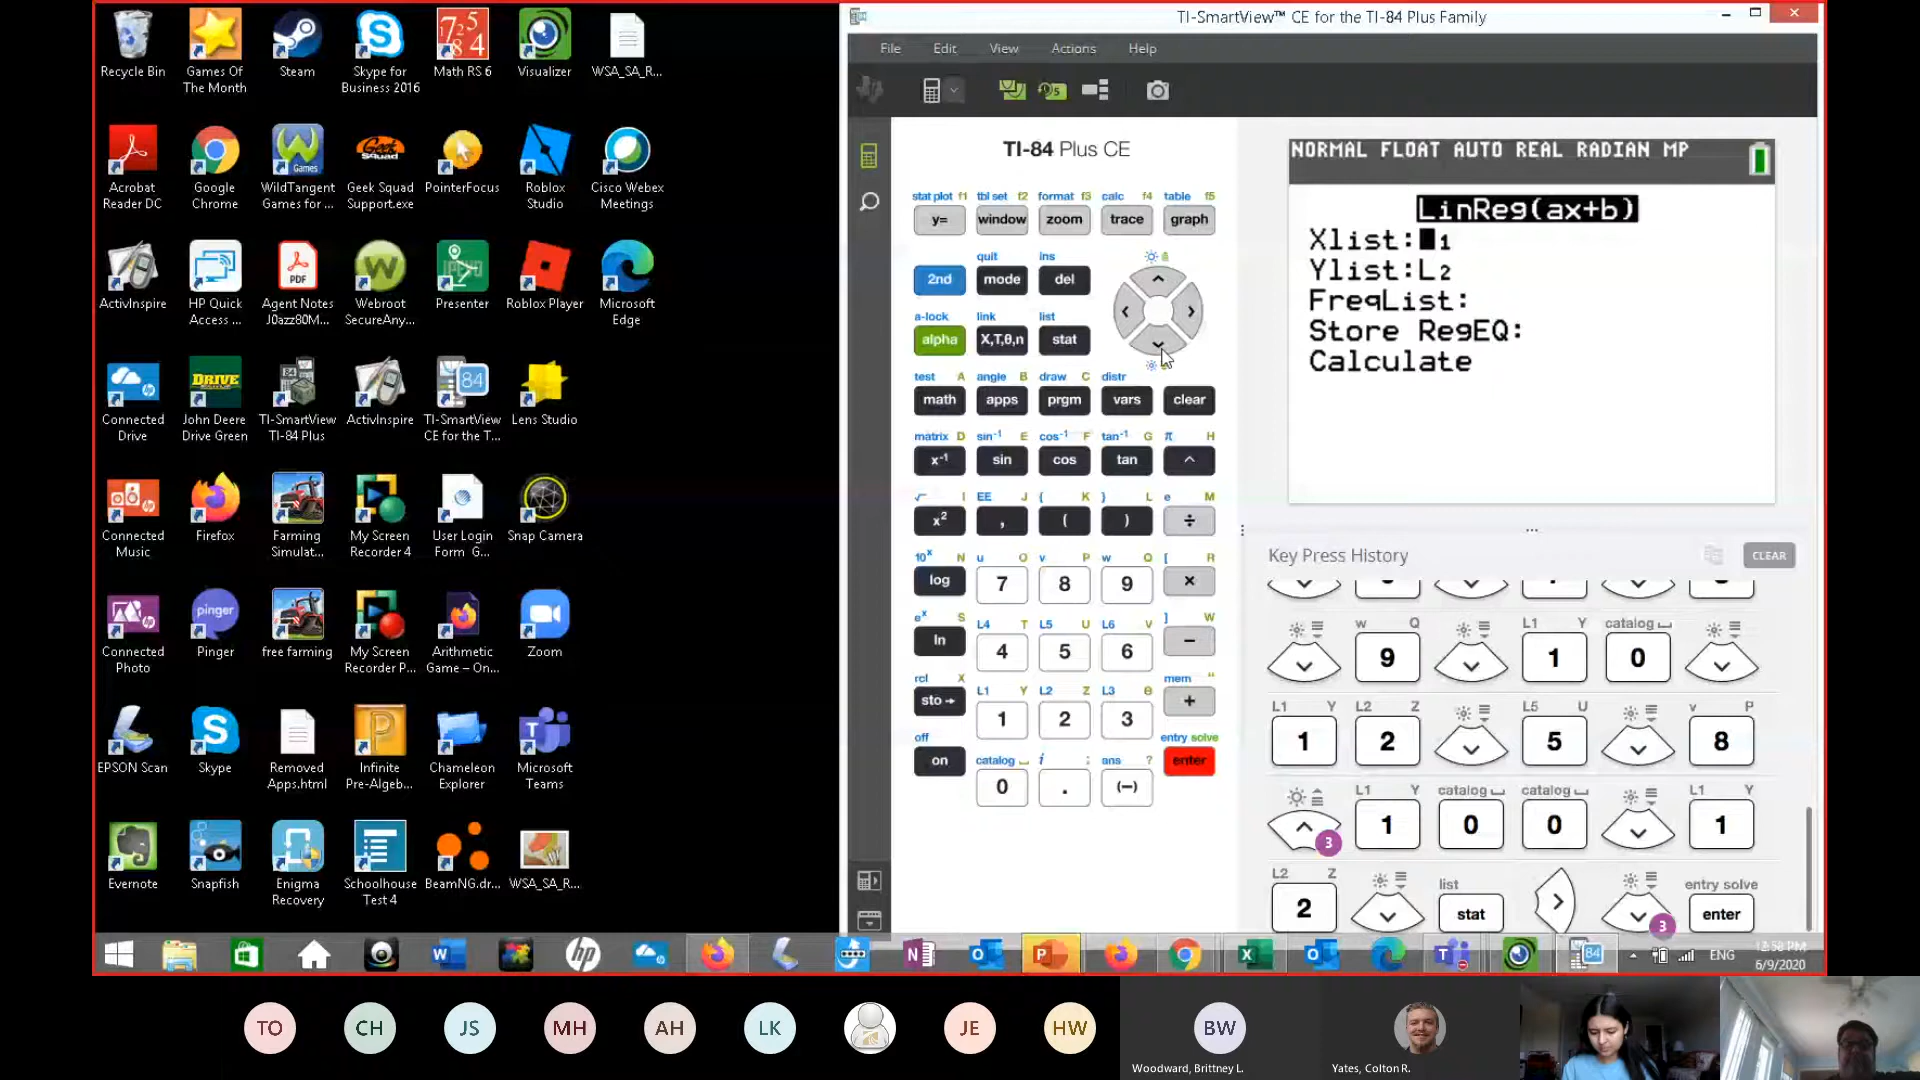 Recycle Bin
Games Of
The Month
Steam
Skype for
Business 2016
Math RS 6
Visualizer
WSA_SA_R...
Acrobat
Reader DC
Google
Chrome
WildTangent
Games for ...
Geek Squad
Support.exe
PointerFocus
Roblox
Studio
Cisco Webex
Meetings
ActivInspire
HP Quick
Access ...
Agent Notes
J0azz80M...
Webroot
SecureAny...
Presenter
Roblox Player
Microsoft
Edge
Connected
Drive
John Deere
Drive Green
TI-SmartView
TI-84 Plus
ActivInspire
TI-SmartView
CE for the T...
Lens Studio
Connected
Music
Firefox
Farming
Simulat...
My Screen
Recorder 4
User Login
Form G...
Snap Camera
Connected
Photo
Pinger
free farming
My Screen
Recorder P...
Arithmetic
Game – On...
Zoom
EPSON Scan
Skype
Removed
Apps.html
Infinite
Pre-Algeb...
Chameleon
Explorer
Microsoft
Teams
Evernote
Snapfish
Enigma
Recovery
Schoolhouse
Test 4
BeamNG.dr...
WSA_SA_R...
TI-SmartView™ CE for the TI-84 Plus Family
File Edit View Actions Help
TI-84 Plus CE
stat plot f1 tbl set f2 format f3 calc f4 table f5
y= window zoom trace graph
quit ins
2nd mode del
a-lock link list
alpha X,T,θ,n stat
test A angle B draw C distr
math apps prgm vars clear
matrix D sin-1 E cos-1 F tan-1 G π H
x-1 sin cos tan ^
√ I EE J { K } L e M
x2 , ( ) ÷
10x N u O v P w Q [ R
log 7 8 9 ×
ex S L4 T L5 U L6 V ] W
ln 4 5 6 −
rcl X L1 Y L2 Z L3 θ mem "
sto→ 1 2 3 +
off catalog i : ans ? entry solve
on 0 . (−) enter
NORMAL FLOAT AUTO REAL RADIAN MP
LinReg(ax+b)
Xlist:█1
Ylist:L2
FreqList:
Store RegEQ:
Calculate
Key Press History
CLEAR
w Q L1 Y catalog
9 1 0
L1 Y L2 Z L5 U v P
1 2 5 8
L1 Y catalog catalog L1 Y
3 1 0 0 1
L2 Z list entry solve
2 stat 3 enter
ENG
12:58 PM
6/9/2020
TO CH JS MH AH LK JE HW BW
Woodward, Brittney L.
Yates, Colton R.